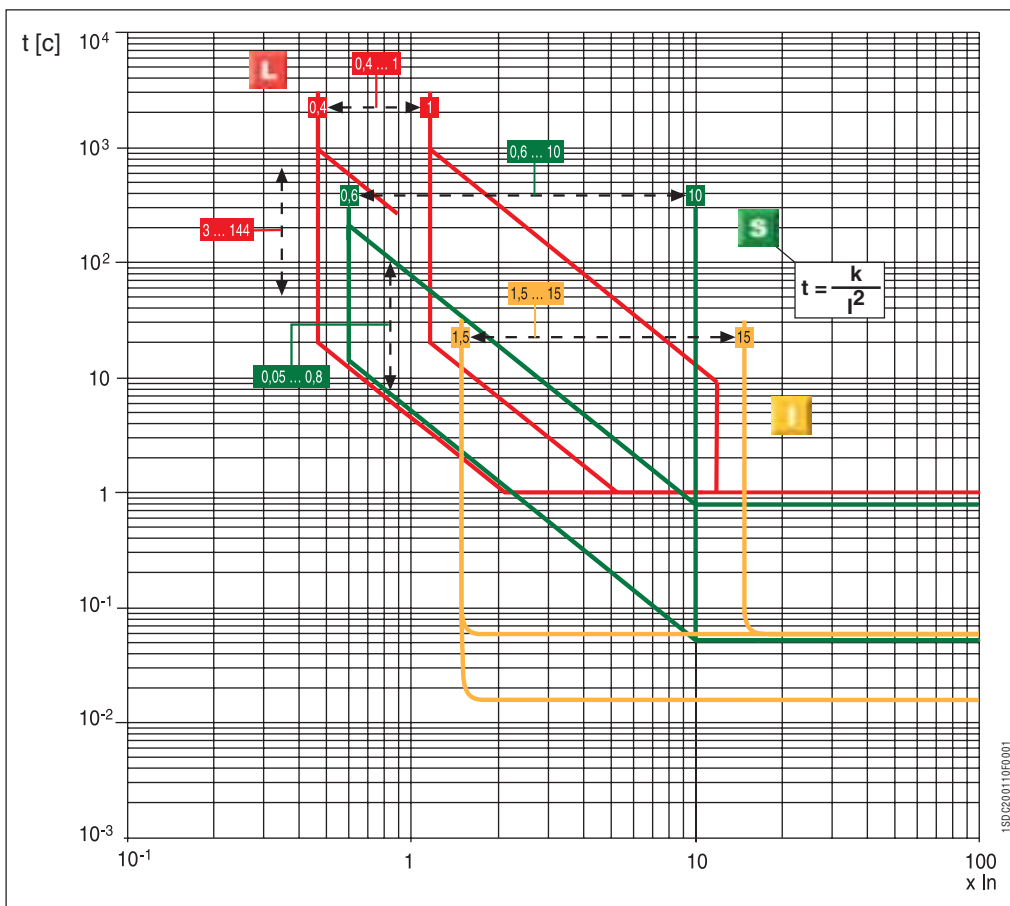 t [c]
10⁴
L
0,4 ... 1
0,4
1
10³
0,6 ... 10
0,6
10
3 ... 144
S
t = k / I²
10²
1,5 ... 15
1,5
15
0,05 ... 0,8
10
I
1
10⁻¹
10⁻²
10⁻³
10⁻¹
1
10
100
x In
1SDC200110F0001